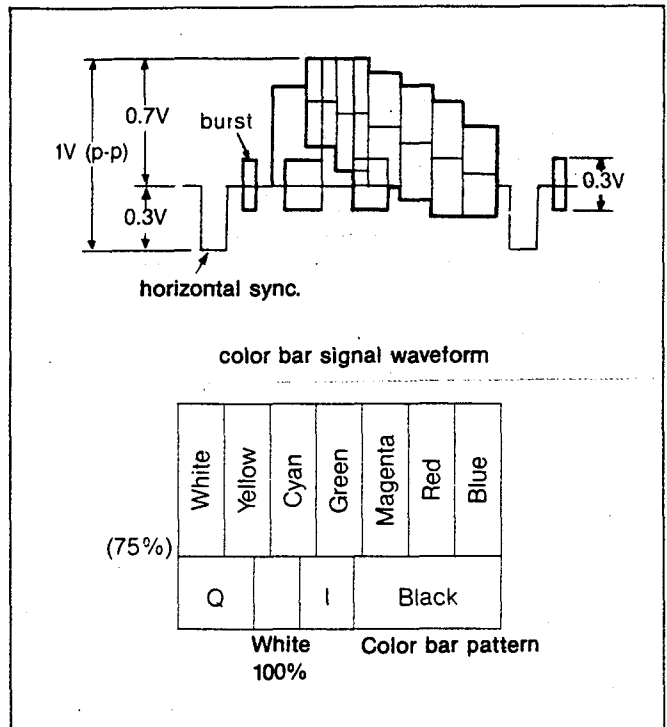 0.7V
burst
1V (p-p)
0.3V
0.3V
horizontal sync.
color bar signal waveform
White
Yellow
Cyan
Green
Magenta
Red
Blue
(75%)
Q
I
Black
White
100%
Color bar pattern